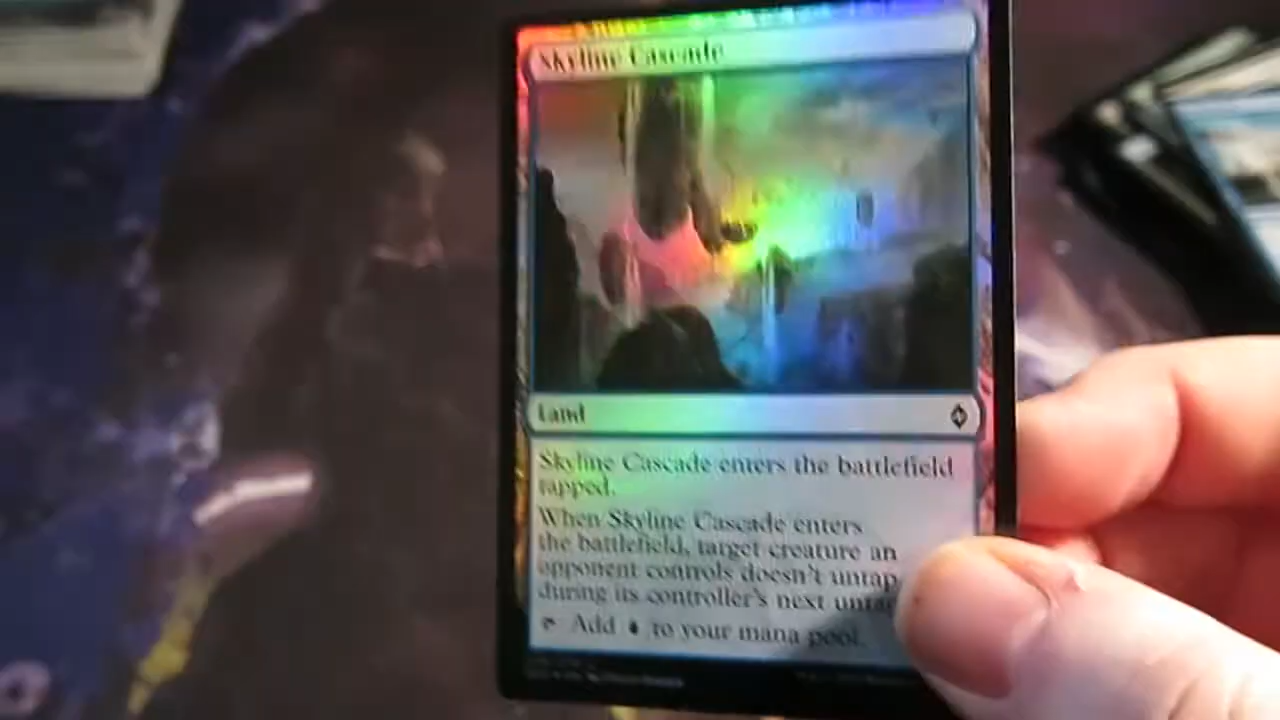 Skyline Cascade
Land
Skyline Cascade enters the battlefield
tapped.
When Skyline Cascade enters
the battlefield, target creature an
opponent controls doesn't untap
during its controller's next
Add to your mana pool.